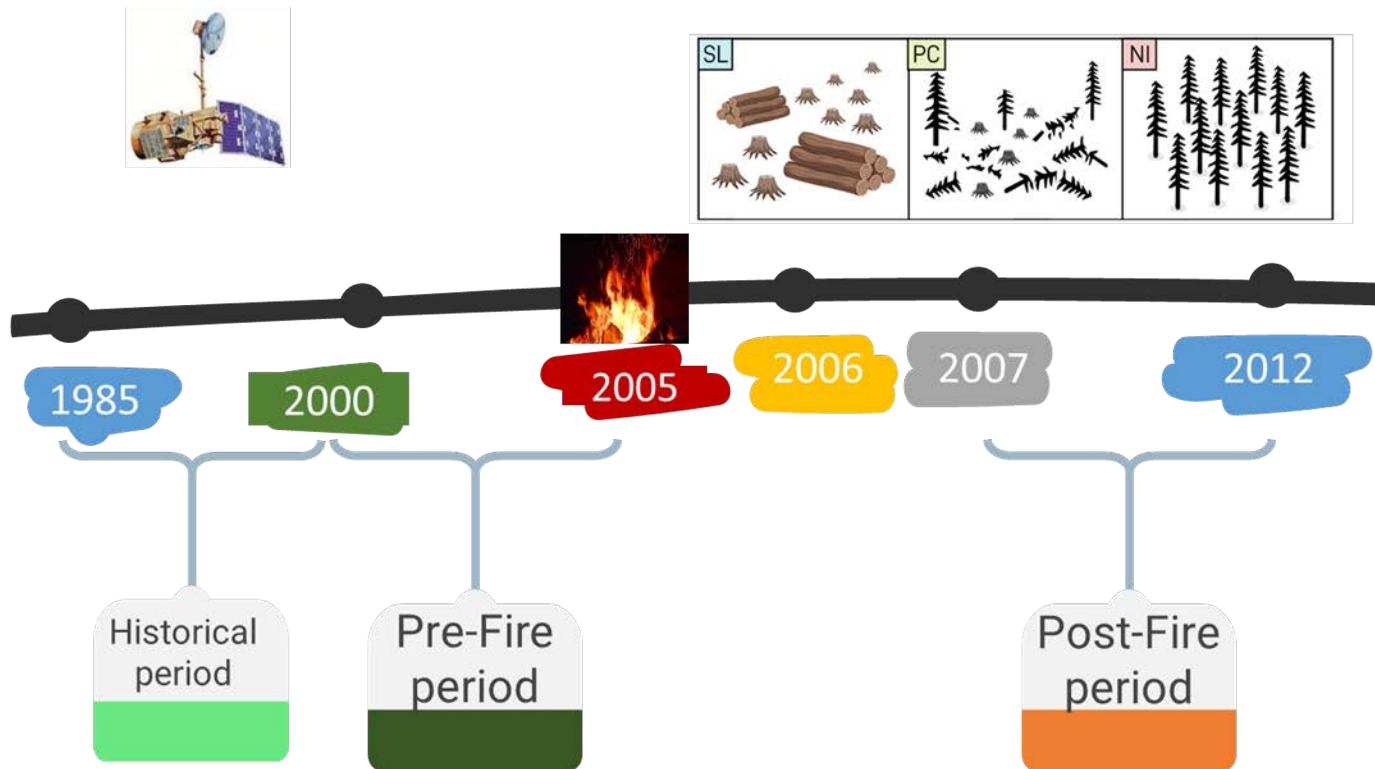 SL
PC
NI
1985
2000
2005
2006
2007
2012
Historical
period
Pre-Fire
period
Post-Fire
period